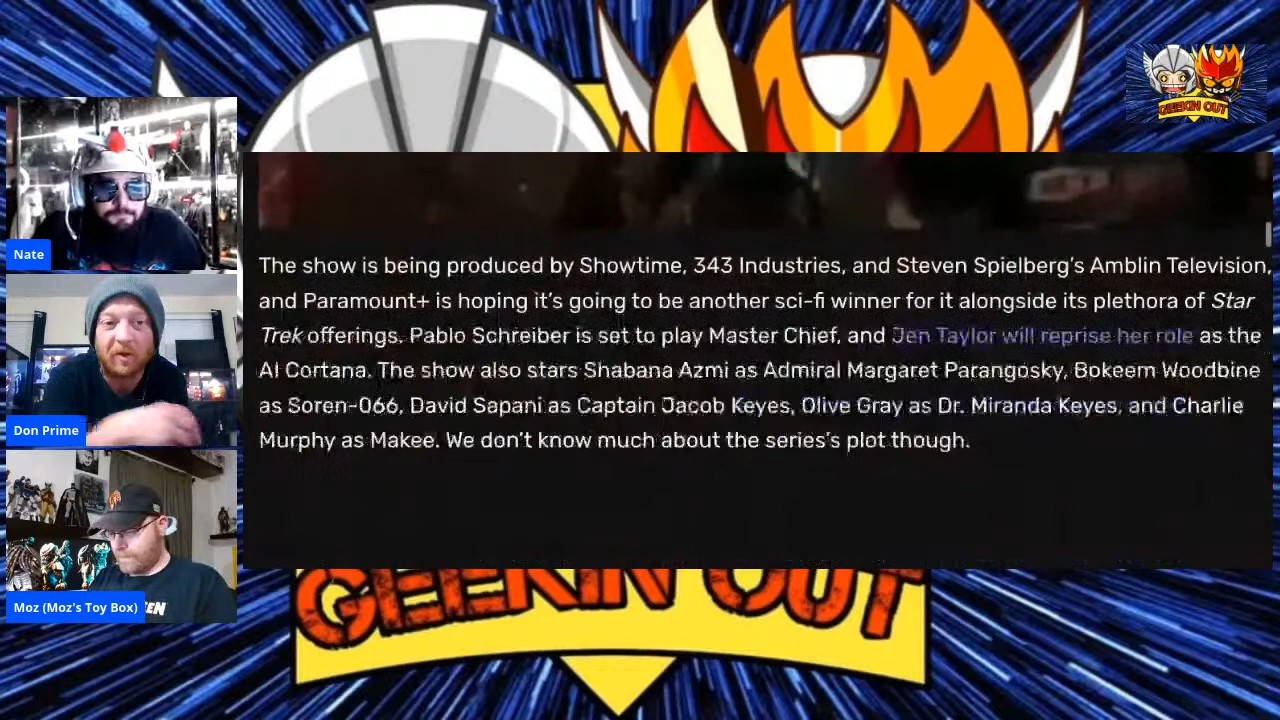 GEEKIN OUT
Nate
The show is being produced by Showtime, 343 Industries, and Steven Spielberg's Amblin Television,
and Paramount+ is hoping it's going to be another sci-fi winner for it alongside its plethora of Star
Trek offerings. Pablo Schreiber is set to play Master Chief, and Jen Taylor will reprise her role as the
AI Cortana. The show also stars Shabana Azmi as Admiral Margaret Parangosky, Bokeem Woodbine
as Soren-066, David Sapani as Captain Jacob Keyes, Olive Gray as Dr. Miranda Keyes, and Charlie
Murphy as Makee. We don't know much about the series's plot though.
Don Prime
Moz (Moz's Toy Box)
GEEKIN OUT